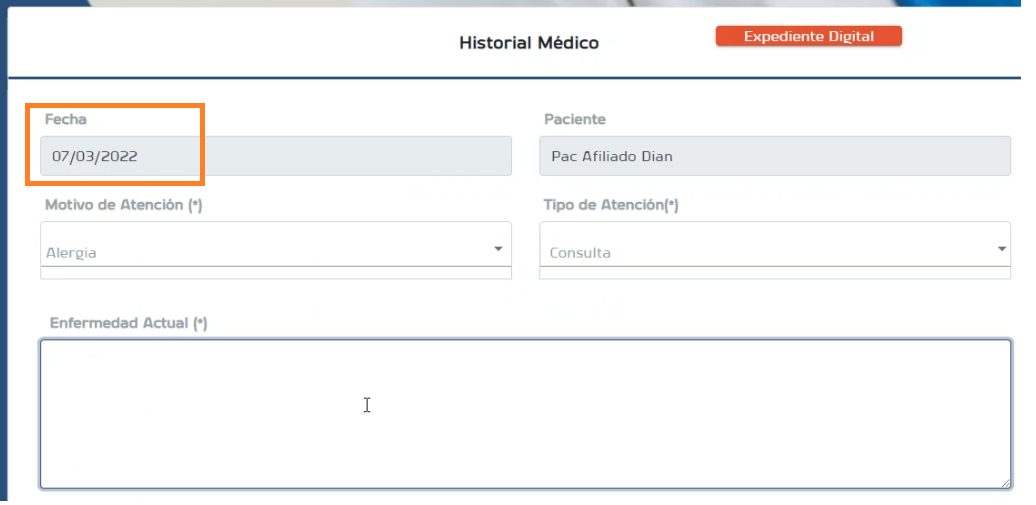 Historial Médico
Expediente Digital
Fecha
Paciente
07/03/2022
Pac Afiliado Dian
Motivo de Atención (*)
Tipo de Atención(*)
Alergia
Consulta
Enfermedad Actual (*)